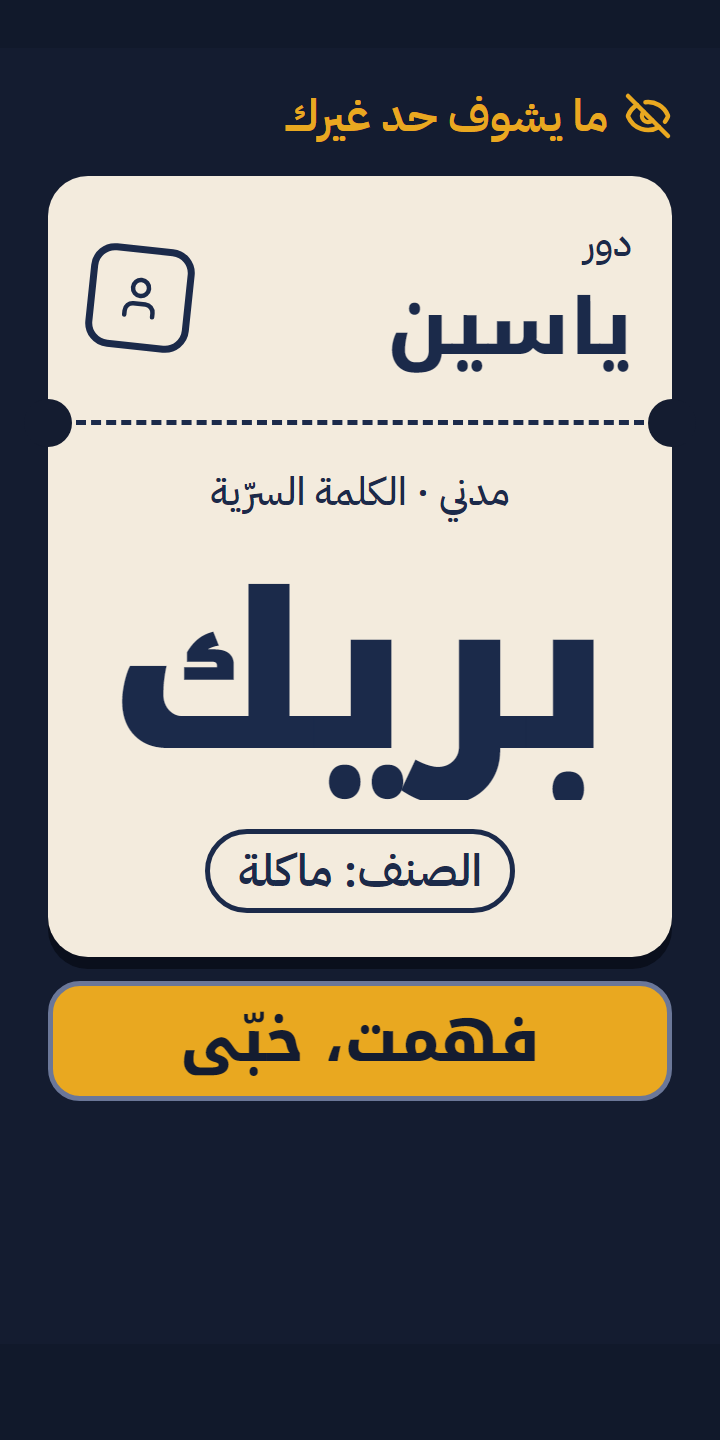 ما يشوف حد غيرك
دور
ياسين
مدني · الكلمة السرّية
بريك
الصنف: ماكلة
فهمت، خبّى